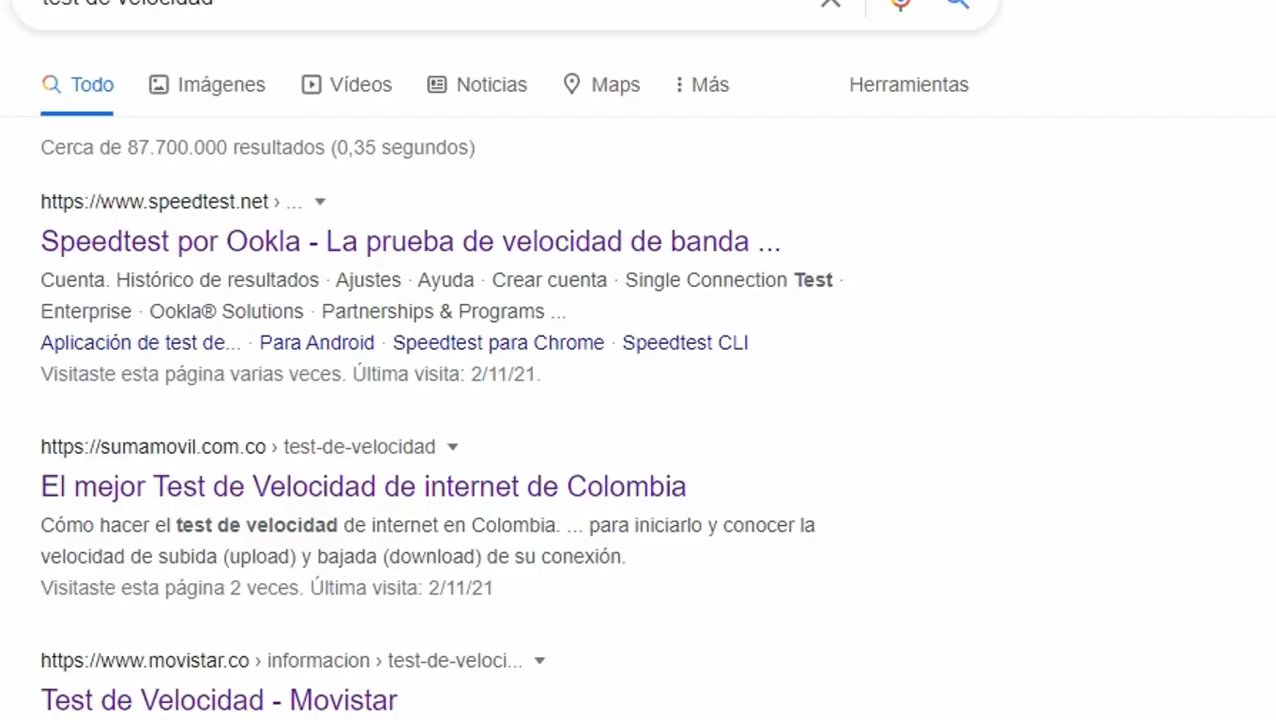 test de velocidad
Todo Imágenes Vídeos Noticias Maps Más Herramientas
Cerca de 87.700.000 resultados (0,35 segundos)
https://www.speedtest.net › ...
Speedtest por Ookla - La prueba de velocidad de banda ...
Cuenta. Histórico de resultados · Ajustes · Ayuda · Crear cuenta · Single Connection Test ·
Enterprise · Ookla® Solutions · Partnerships & Programs ...
Aplicación de test de... · Para Android · Speedtest para Chrome · Speedtest CLI
Visitaste esta página varias veces. Última visita: 2/11/21.
https://sumamovil.com.co › test-de-velocidad
El mejor Test de Velocidad de internet de Colombia
Cómo hacer el test de velocidad de internet en Colombia. ... para iniciarlo y conocer la
velocidad de subida (upload) y bajada (download) de su conexión.
Visitaste esta página 2 veces. Última visita: 2/11/21
https://www.movistar.co › informacion › test-de-veloci...
Test de Velocidad - Movistar